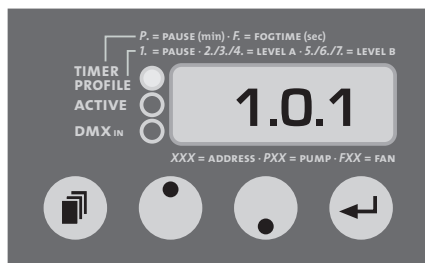 P. = PAUSE (min) · F. = FOGTIME (sec)
1. = PAUSE · 2./3./4. = LEVEL A · 5./6./7. = LEVEL B
TIMER
PROFILE
ACTIVE
DMX IN
1.0.1
XXX = ADDRESS · PXX = PUMP · FXX = FAN